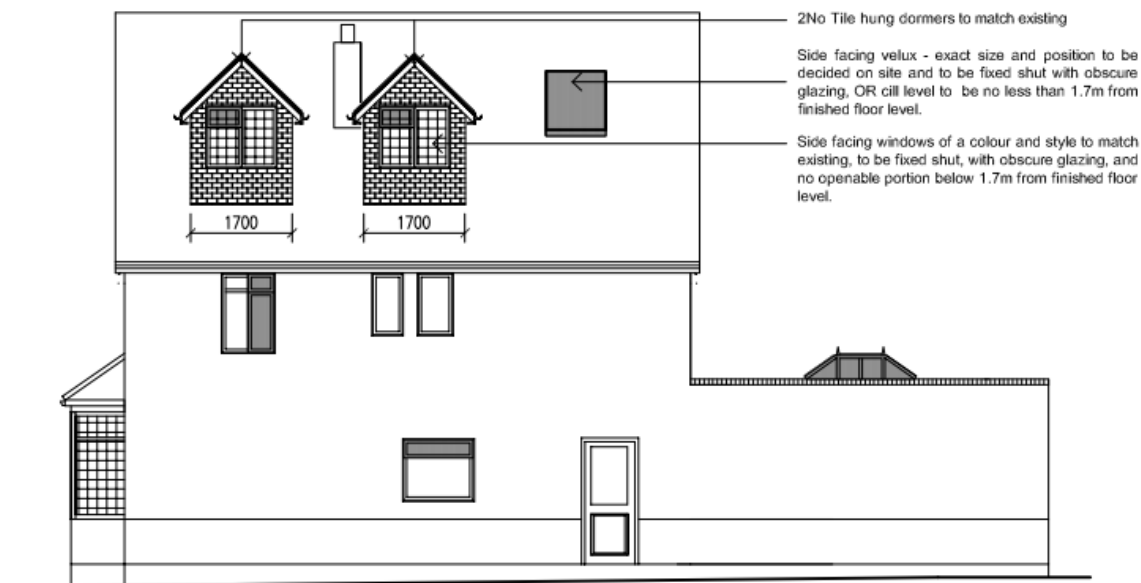 2No Tile hung dormers to match existing
Side facing velux - exact size and position to be
decided on site and to be fixed shut with obscure
glazing, OR cill level to be no less than 1.7m from
finished floor level.
Side facing windows of a colour and style to match
existing, to be fixed shut, with obscure glazing, and
no openable portion below 1.7m from finished floor
level.
1700
1700